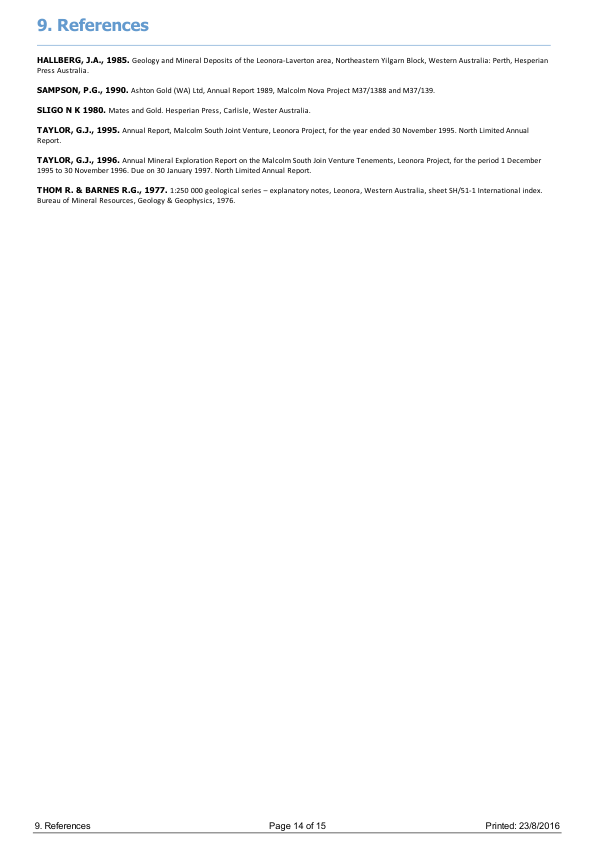 9. References
HALLBERG, J.A., 1985. Geology and Mineral Deposits of the Leonora-Laverton area, Northeastern Yilgarn Block, Western Australia: Perth, Hesperian
Press Australia.
SAMPSON, P.G., 1990. Ashton Gold (WA) Ltd, Annual Report 1989, Malcolm Nova Project M37/1388 and M37/139.
SLIGO N K 1980. Mates and Gold. Hesperian Press, Carlisle, Wester Australia.
TAYLOR, G.J., 1995. Annual Report, Malcolm South Joint Venture, Leonora Project, for the year ended 30 November 1995. North Limited Annual
Report.
TAYLOR, G.J., 1996. Annual Mineral Exploration Report on the Malcolm South Join Venture Tenements, Leonora Project, for the period 1 December
1995 to 30 November 1996. Due on 30 January 1997. North Limited Annual Report.
THOM R. & BARNES R.G., 1977. 1:250 000 geological series – explanatory notes, Leonora, Western Australia, sheet SH/51-1 International index.
Bureau of Mineral Resources, Geology & Geophysics, 1976.
9. References Page 14 of 15 Printed: 23/8/2016